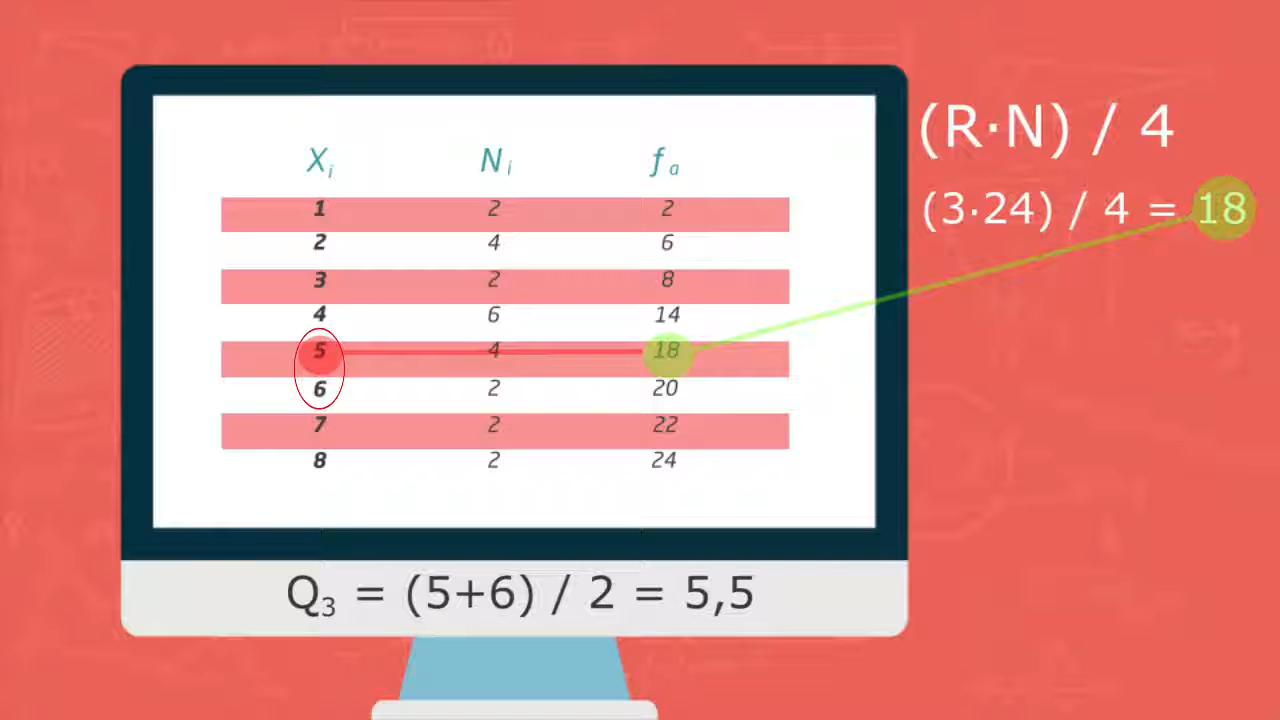 (R·N) / 4
(3·24) / 4 = 18
Xi Ni fa
1 2 2
2 4 6
3 2 8
4 6 14
5 4 18
6 2 20
7 2 22
8 2 24
Q3 = (5+6) / 2 = 5,5